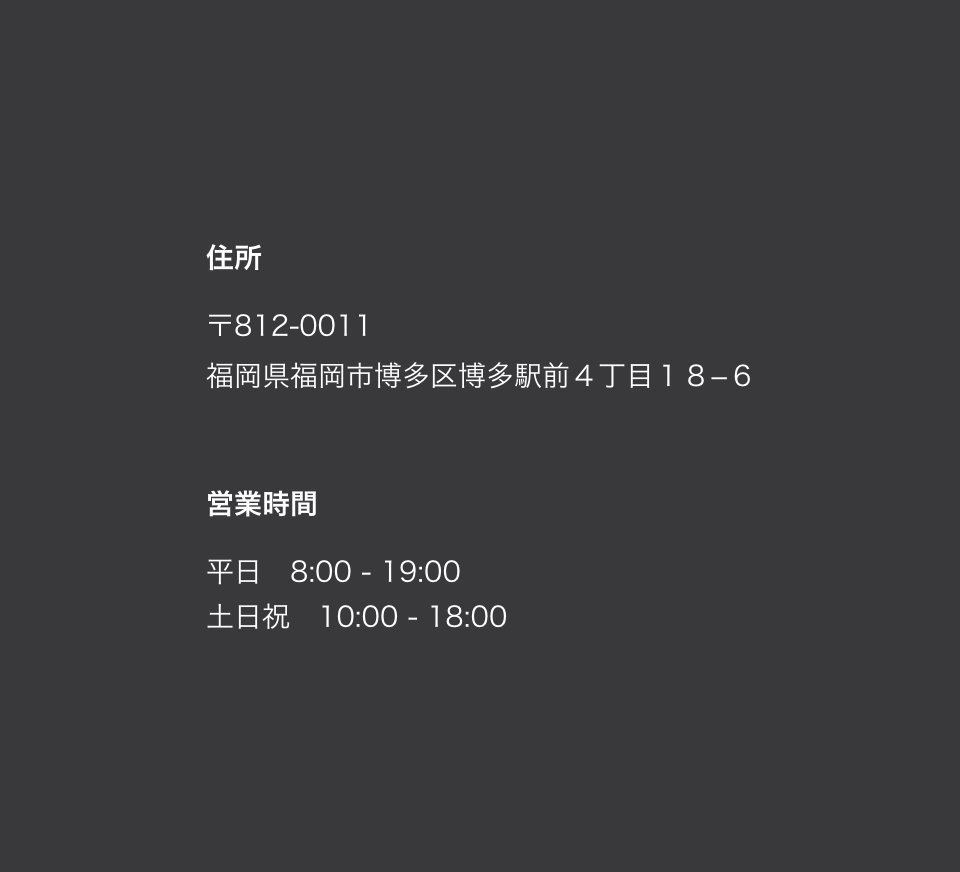 住所
〒812-0011
福岡県福岡市博多区博多駅前４丁目１８−６
営業時間
平日　8:00 - 19:00
土日祝　10:00 - 18:00